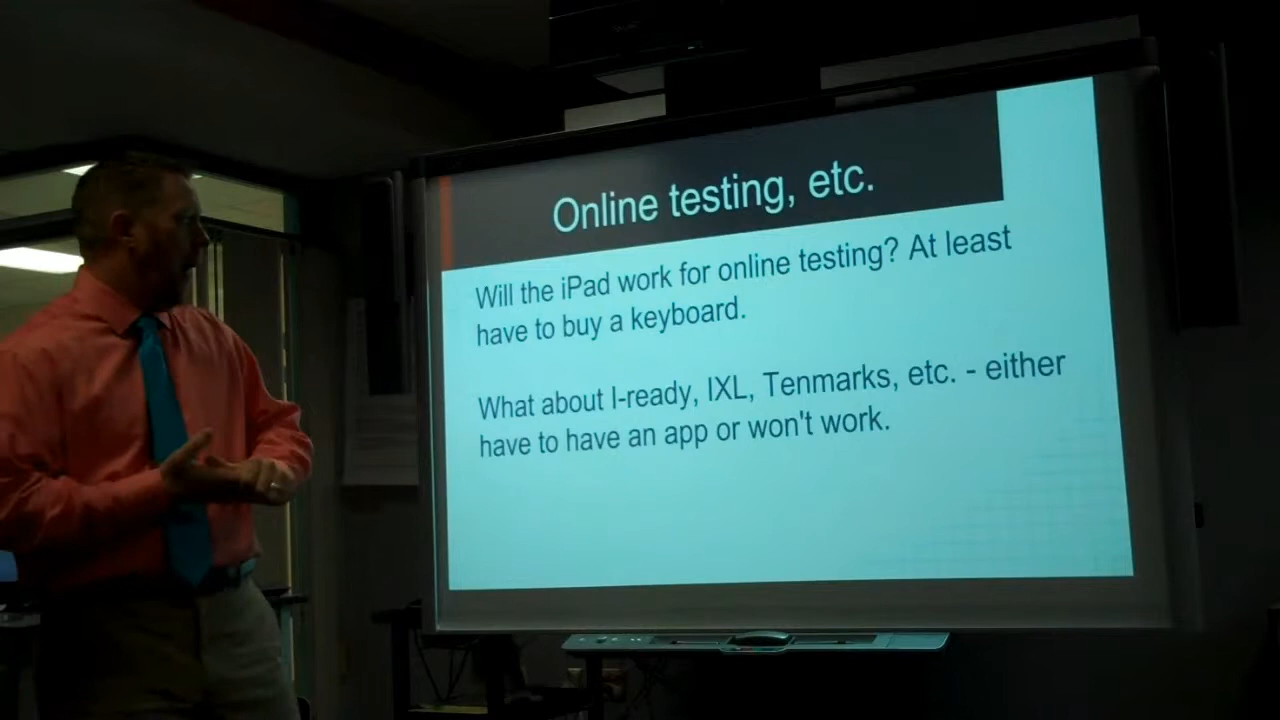 Online testing, etc.
Will the iPad work for online testing? At least
have to buy a keyboard.
What about I-ready, IXL, Tenmarks, etc. - either
have to have an app or won't work.